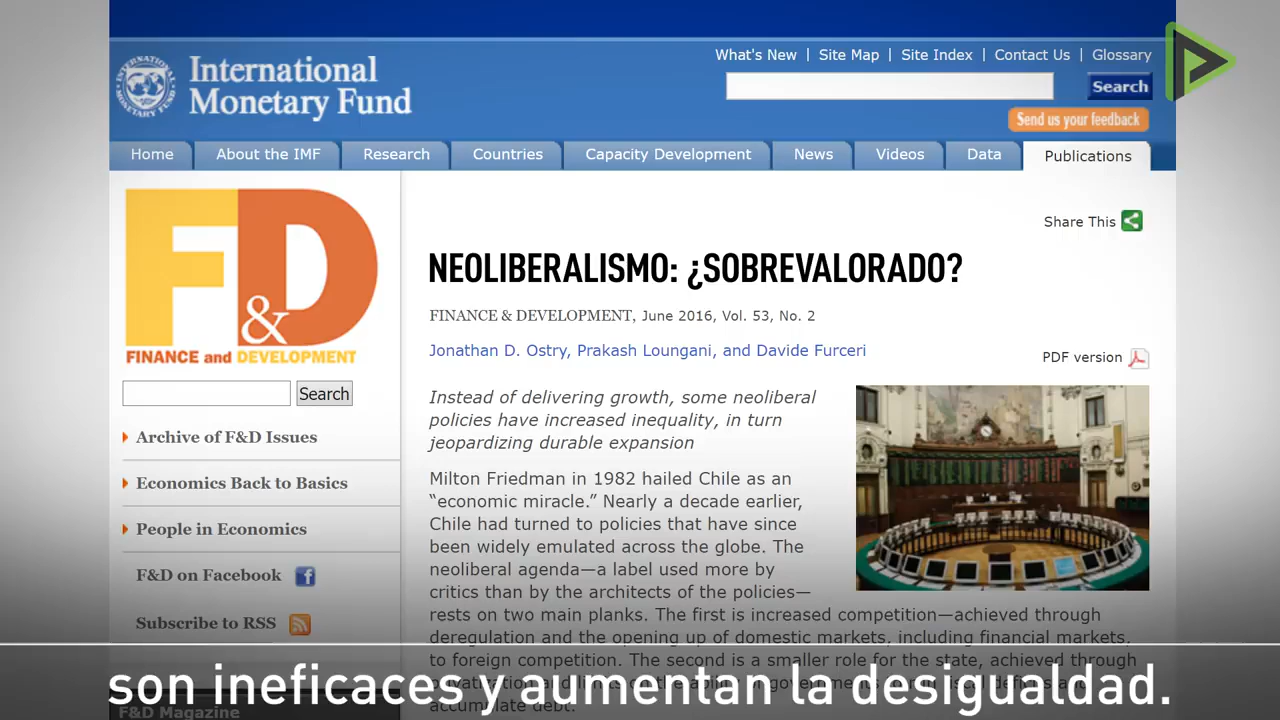 What's New | Site Map | Site Index | Contact Us | Glossary
International
Monetary Fund
Search
Send us your feedback
Home
About the IMF
Research
Countries
Capacity Development
News
Videos
Data
Publications
F&D
FINANCE and DEVELOPMENT
Search
Archive of F&D Issues
Economics Back to Basics
People in Economics
F&D on Facebook
Subscribe to RSS
F&D Magazine
Share This
NEOLIBERALISMO: ¿SOBREVALORADO?
FINANCE & DEVELOPMENT, June 2016, Vol. 53, No. 2
Jonathan D. Ostry, Prakash Loungani, and Davide Furceri
PDF version
Instead of delivering growth, some neoliberal
policies have increased inequality, in turn
jeopardizing durable expansion
Milton Friedman in 1982 hailed Chile as an
“economic miracle.” Nearly a decade earlier,
Chile had turned to policies that have since
been widely emulated across the globe. The
neoliberal agenda—a label used more by
critics than by the architects of the policies—
rests on two main planks. The first is increased competition—achieved through
deregulation and the opening up of domestic markets, including financial markets,
to foreign competition. The second is a smaller role for the state, achieved through
accumulate debt.
son ineficaces y aumentan la desigualdad.